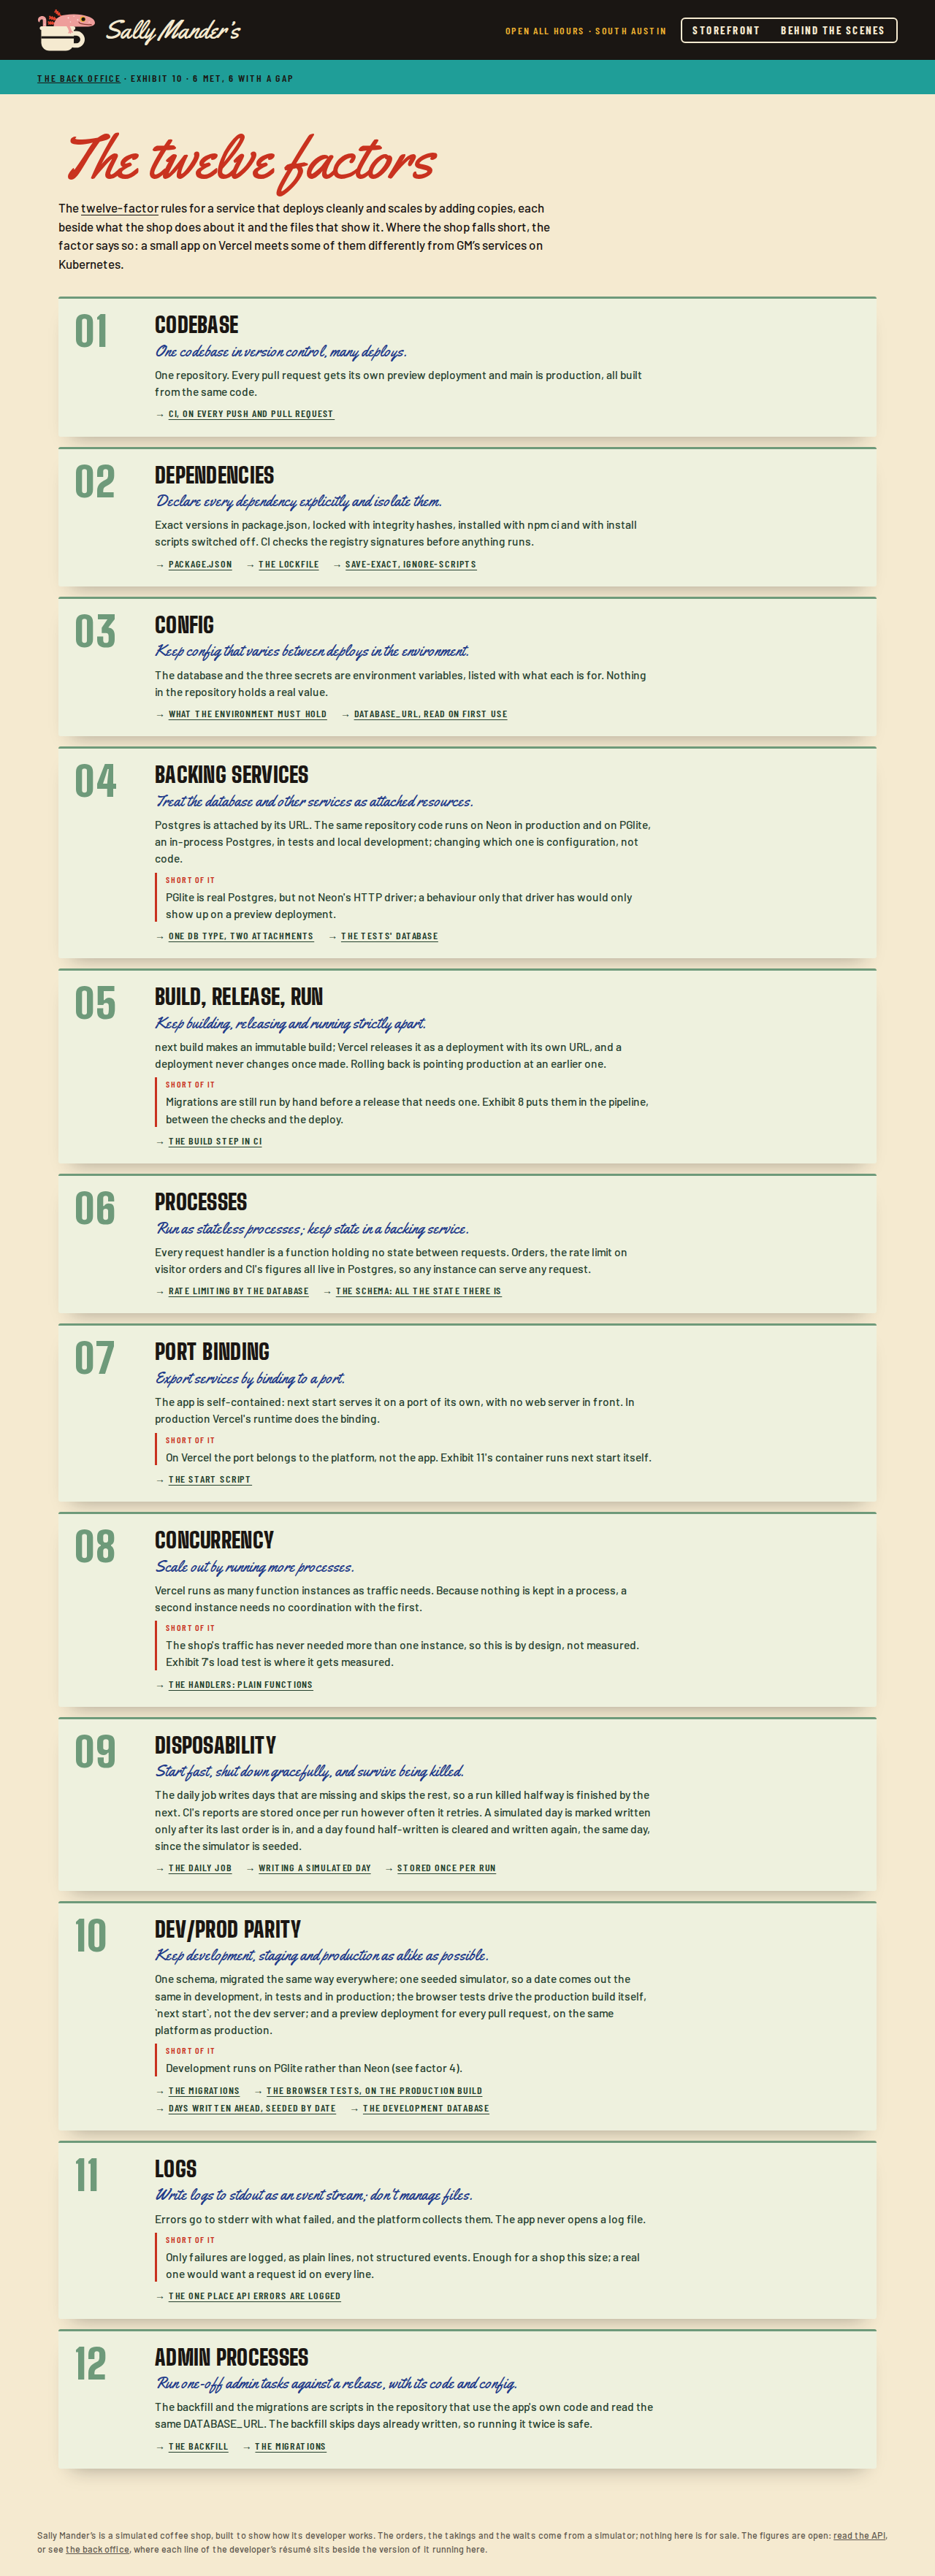 Sally Mander's
OPEN ALL HOURS · SOUTH AUSTIN
STOREFRONT
BEHIND THE SCENES
THE BACK OFFICE · EXHIBIT 10 · 6 MET, 6 WITH A GAP
The twelve factors
The twelve-factor rules for a service that deploys cleanly and scales by adding copies, each
beside what the shop does about it and the files that show it. Where the shop falls short, the
factor says so: a small app on Vercel meets some of them differently from GM's services on
Kubernetes.
01
CODEBASE
One codebase in version control, many deploys.
One repository. Every pull request gets its own preview deployment and main is production, all built
from the same code.
→ CI, ON EVERY PUSH AND PULL REQUEST
02
DEPENDENCIES
Declare every dependency explicitly and isolate them.
Exact versions in package.json, locked with integrity hashes, installed with npm ci and with install
scripts switched off. CI checks the registry signatures before anything runs.
→ PACKAGE.JSON → THE LOCKFILE → SAVE-EXACT, IGNORE-SCRIPTS
03
CONFIG
Keep config that varies between deploys in the environment.
The database and the three secrets are environment variables, listed with what each is for. Nothing
in the repository holds a real value.
→ WHAT THE ENVIRONMENT MUST HOLD → DATABASE_URL, READ ON FIRST USE
04
BACKING SERVICES
Treat the database and other services as attached resources.
Postgres is attached by its URL. The same repository code runs on Neon in production and on PGlite,
an in-process Postgres, in tests and local development; changing which one is configuration, not
code.
SHORT OF IT
PGlite is real Postgres, but not Neon's HTTP driver; a behaviour only that driver has would only
show up on a preview deployment.
→ ONE DB TYPE, TWO ATTACHMENTS → THE TESTS' DATABASE
05
BUILD, RELEASE, RUN
Keep building, releasing and running strictly apart.
next build makes an immutable build; Vercel releases it as a deployment with its own URL, and a
deployment never changes once made. Rolling back is pointing production at an earlier one.
SHORT OF IT
Migrations are still run by hand before a release that needs one. Exhibit 8 puts them in the pipeline,
between the checks and the deploy.
→ THE BUILD STEP IN CI
06
PROCESSES
Run as stateless processes; keep state in a backing service.
Every request handler is a function holding no state between requests. Orders, the rate limit on
visitor orders and CI's figures all live in Postgres, so any instance can serve any request.
→ RATE LIMITING BY THE DATABASE → THE SCHEMA: ALL THE STATE THERE IS
07
PORT BINDING
Export services by binding to a port.
The app is self-contained: next start serves it on a port of its own, with no web server in front. In
production Vercel's runtime does the binding.
SHORT OF IT
On Vercel the port belongs to the platform, not the app. Exhibit 11's container runs next start itself.
→ THE START SCRIPT
08
CONCURRENCY
Scale out by running more processes.
Vercel runs as many function instances as traffic needs. Because nothing is kept in a process, a
second instance needs no coordination with the first.
SHORT OF IT
The shop's traffic has never needed more than one instance, so this is by design, not measured.
Exhibit 7's load test is where it gets measured.
→ THE HANDLERS: PLAIN FUNCTIONS
09
DISPOSABILITY
Start fast, shut down gracefully, and survive being killed.
The daily job writes days that are missing and skips the rest, so a run killed halfway is finished by the
next. CI's reports are stored once per run however often it retries. A simulated day is marked written
only after its last order is in, and a day found half-written is cleared and written again, the same day,
since the simulator is seeded.
→ THE DAILY JOB → WRITING A SIMULATED DAY → STORED ONCE PER RUN
10
DEV/PROD PARITY
Keep development, staging and production as alike as possible.
One schema, migrated the same way everywhere; one seeded simulator, so a date comes out the
same in development, in tests and in production; the browser tests drive the production build itself,
`next start`, not the dev server; and a preview deployment for every pull request, on the same
platform as production.
SHORT OF IT
Development runs on PGlite rather than Neon (see factor 4).
→ THE MIGRATIONS → THE BROWSER TESTS, ON THE PRODUCTION BUILD
→ DAYS WRITTEN AHEAD, SEEDED BY DATE → THE DEVELOPMENT DATABASE
11
LOGS
Write logs to stdout as an event stream; don't manage files.
Errors go to stderr with what failed, and the platform collects them. The app never opens a log file.
SHORT OF IT
Only failures are logged, as plain lines, not structured events. Enough for a shop this size; a real
one would want a request id on every line.
→ THE ONE PLACE API ERRORS ARE LOGGED
12
ADMIN PROCESSES
Run one-off admin tasks against a release, with its code and config.
The backfill and the migrations are scripts in the repository that use the app's own code and read the
same DATABASE_URL. The backfill skips days already written, so running it twice is safe.
→ THE BACKFILL → THE MIGRATIONS
Sally Mander's is a simulated coffee shop, built to show how its developer works. The orders, the takings and the waits come from a simulator; nothing here is for sale. The figures are open: read the API,
or see the back office, where each line of the developer's résumé sits beside the version of it running here.